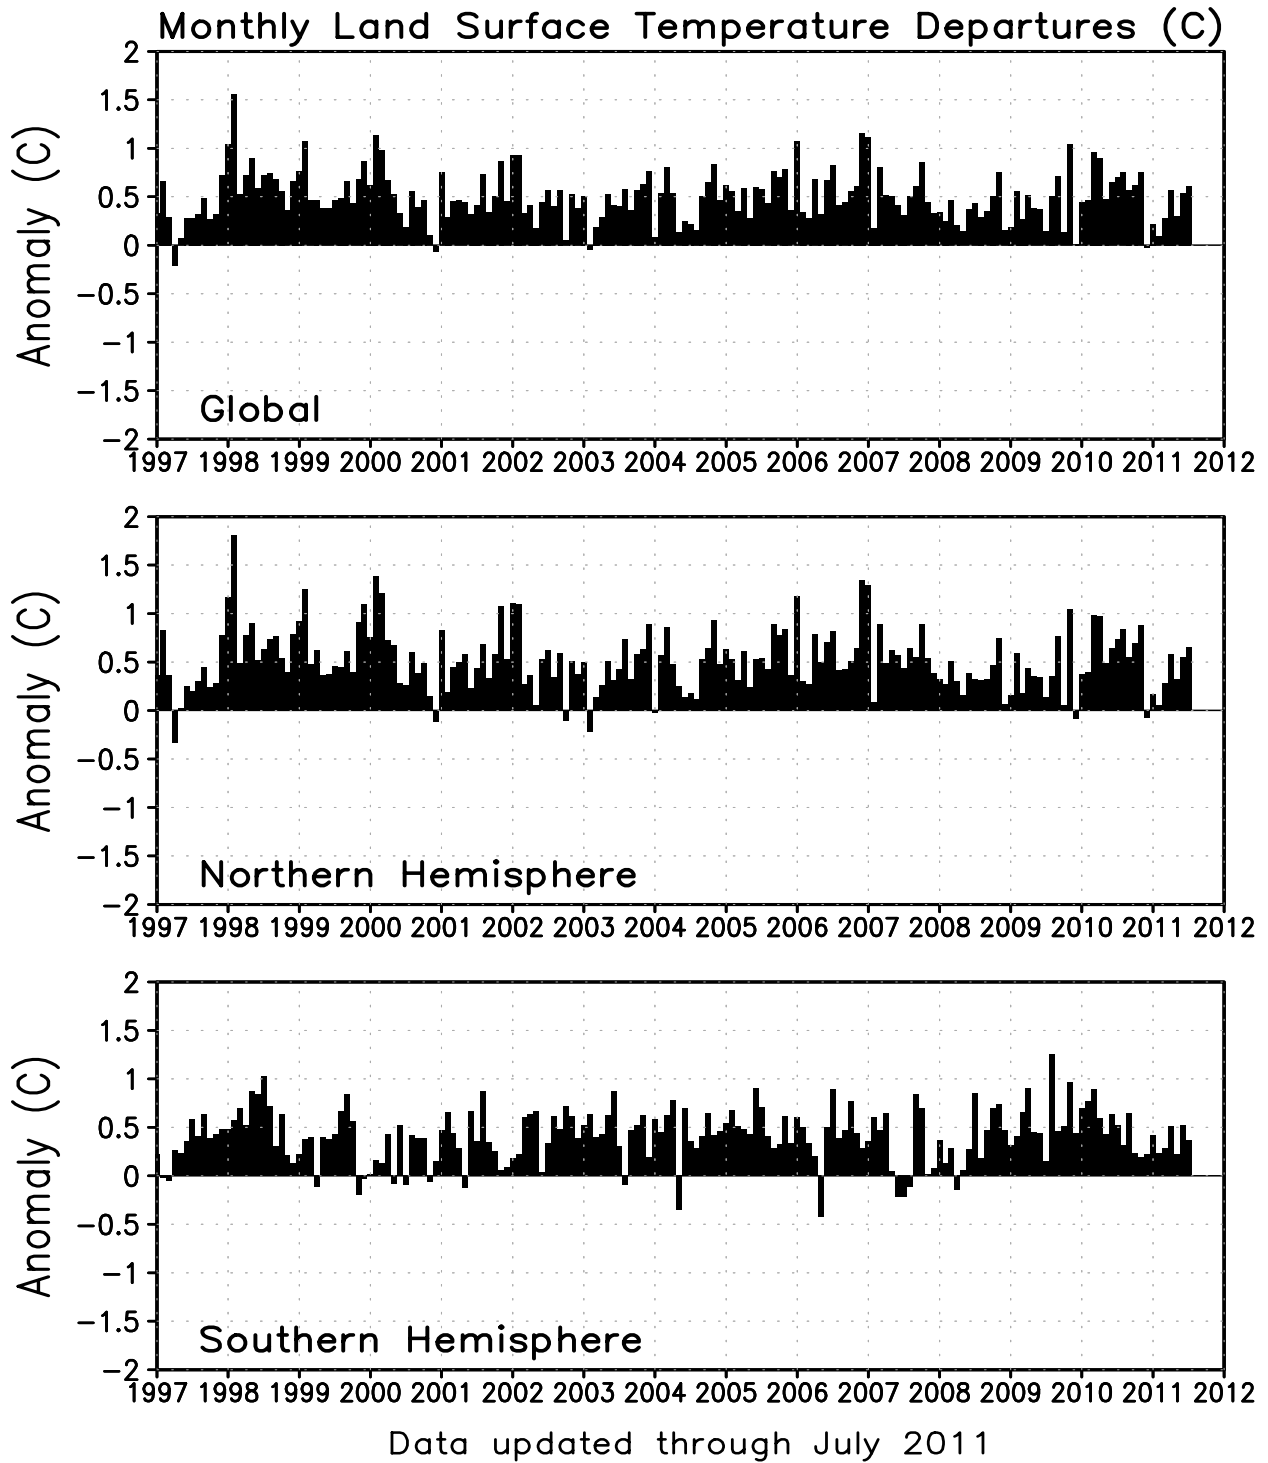 Monthly Land Surface Temperature Departures (C)
2
1.5
1
0.5
0
−0.5
−1
−1.5
−2
Anomaly (C)
Global
1997 1998 1999 2000 2001 2002 2003 2004 2005 2006 2007 2008 2009 2010 2011 2012
2
1.5
1
0.5
0
−0.5
−1
−1.5
−2
Anomaly (C)
Northern Hemisphere
1997 1998 1999 2000 2001 2002 2003 2004 2005 2006 2007 2008 2009 2010 2011 2012
2
1.5
1
0.5
0
−0.5
−1
−1.5
−2
Anomaly (C)
Southern Hemisphere
1997 1998 1999 2000 2001 2002 2003 2004 2005 2006 2007 2008 2009 2010 2011 2012
Data updated through July 2011